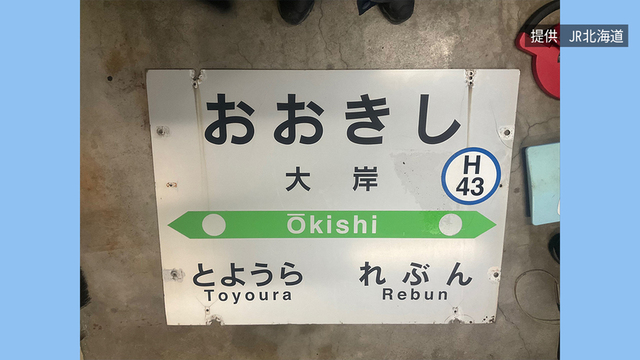 提供 JR北海道
おおきし
大岸
H
43
Ōkishi
とようら れぶん
Toyoura Rebun